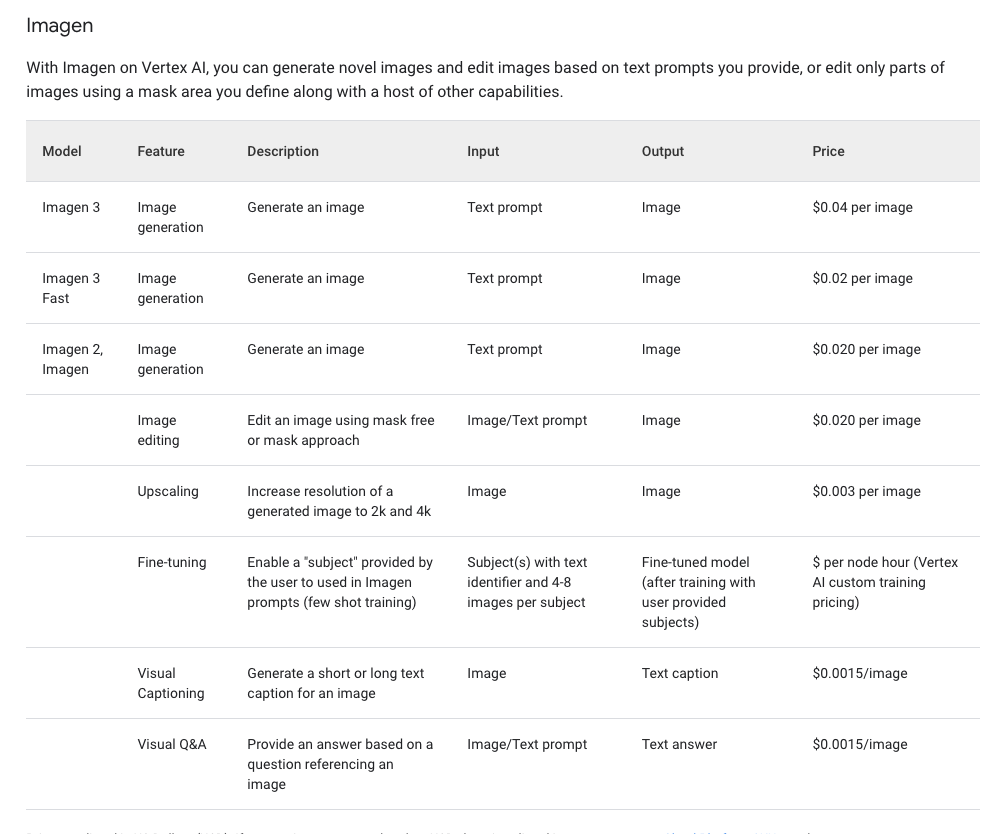 Imagen
With Imagen on Vertex AI, you can generate novel images and edit images based on text prompts you provide, or edit only parts of
images using a mask area you define along with a host of other capabilities.
Model Feature Description Input Output Price
Imagen 3 Image Generate an image Text prompt Image $0.04 per image
generation
Imagen 3 Image Generate an image Text prompt Image $0.02 per image
Fast generation
Imagen 2, Image Generate an image Text prompt Image $0.020 per image
Imagen generation
Image Edit an image using mask free Image/Text prompt Image $0.020 per image
editing or mask approach
Upscaling Increase resolution of a Image Image $0.003 per image
generated image to 2k and 4k
Fine-tuning Enable a "subject" provided by Subject(s) with text Fine-tuned model $ per node hour (Vertex
the user to used in Imagen identifier and 4-8 (after training with AI custom training
prompts (few shot training) images per subject user provided pricing)
subjects)
Visual Generate a short or long text Image Text caption $0.0015/image
Captioning caption for an image
Visual Q&A Provide an answer based on a Image/Text prompt Text answer $0.0015/image
question referencing an
image